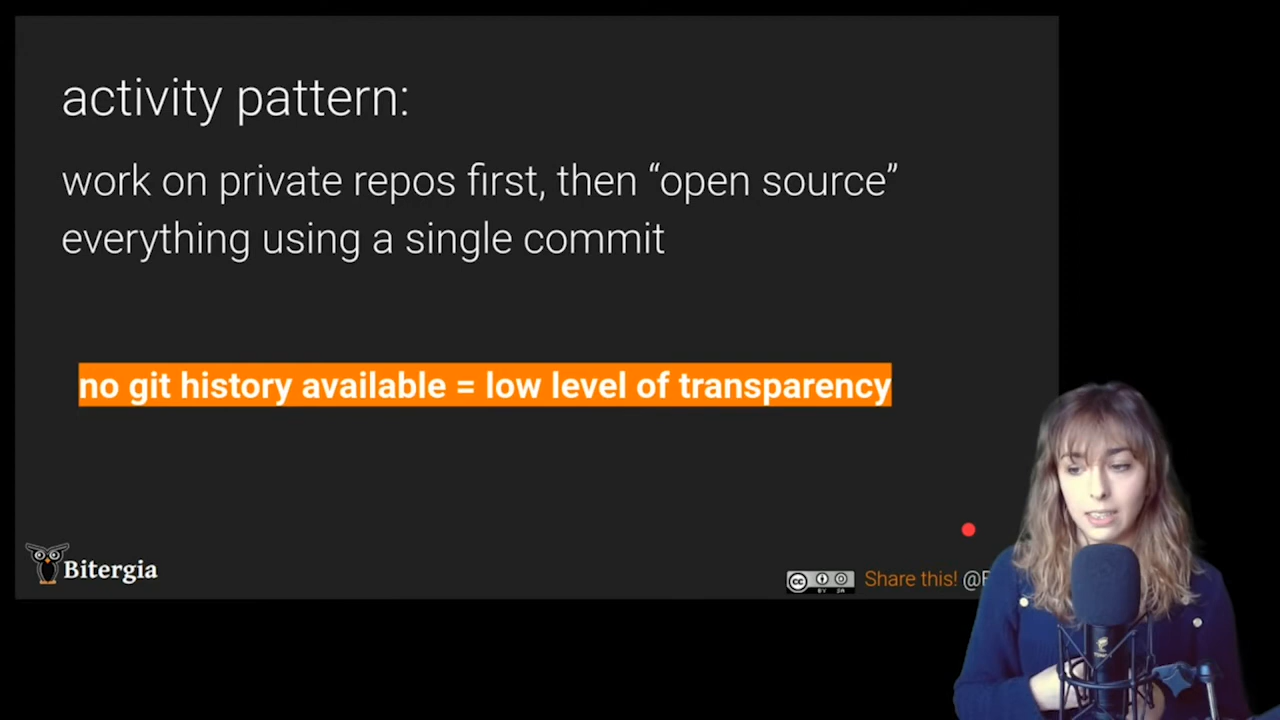 activity pattern:
work on private repos first, then “open source”
everything using a single commit
no git history available = low level of transparency
Bitergia
Share this!